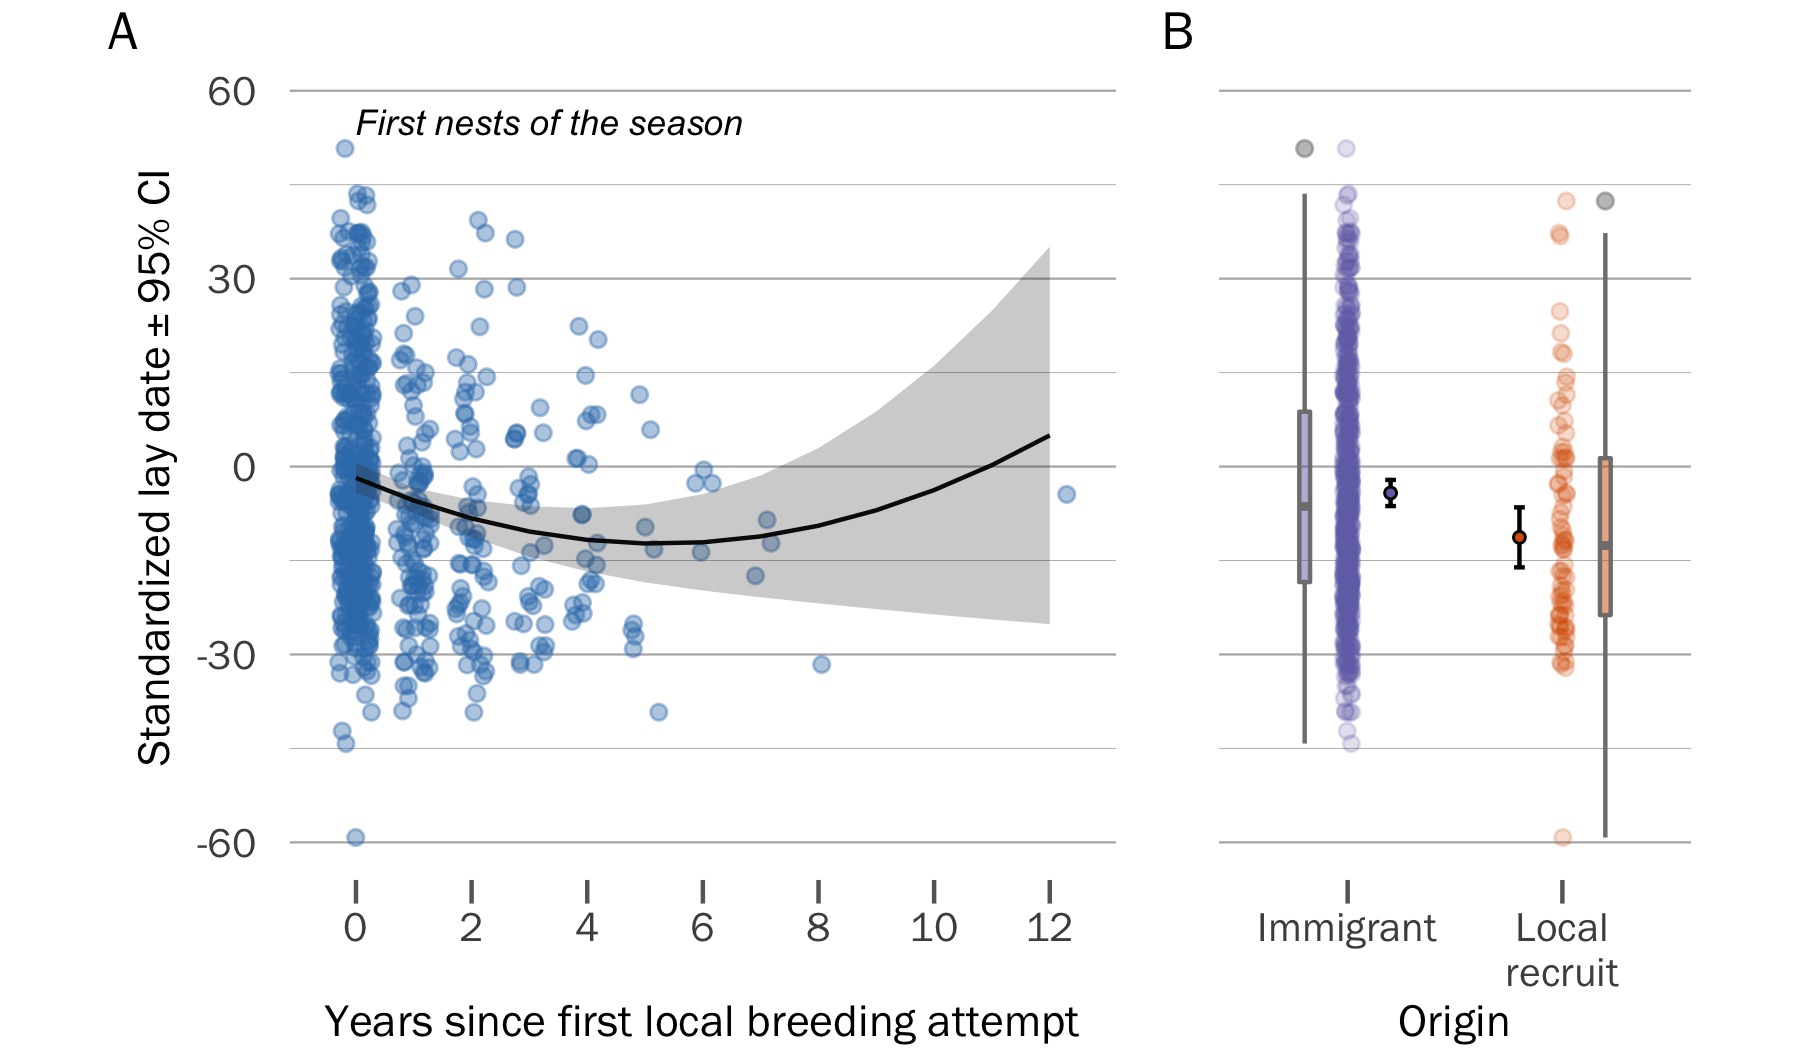 A
B
60
First nests of the season
30
0
-30
-60
Standardized lay date ± 95% CI
0 2 4 6 8 10 12
Immigrant Local
recruit
Years since first local breeding attempt
Origin